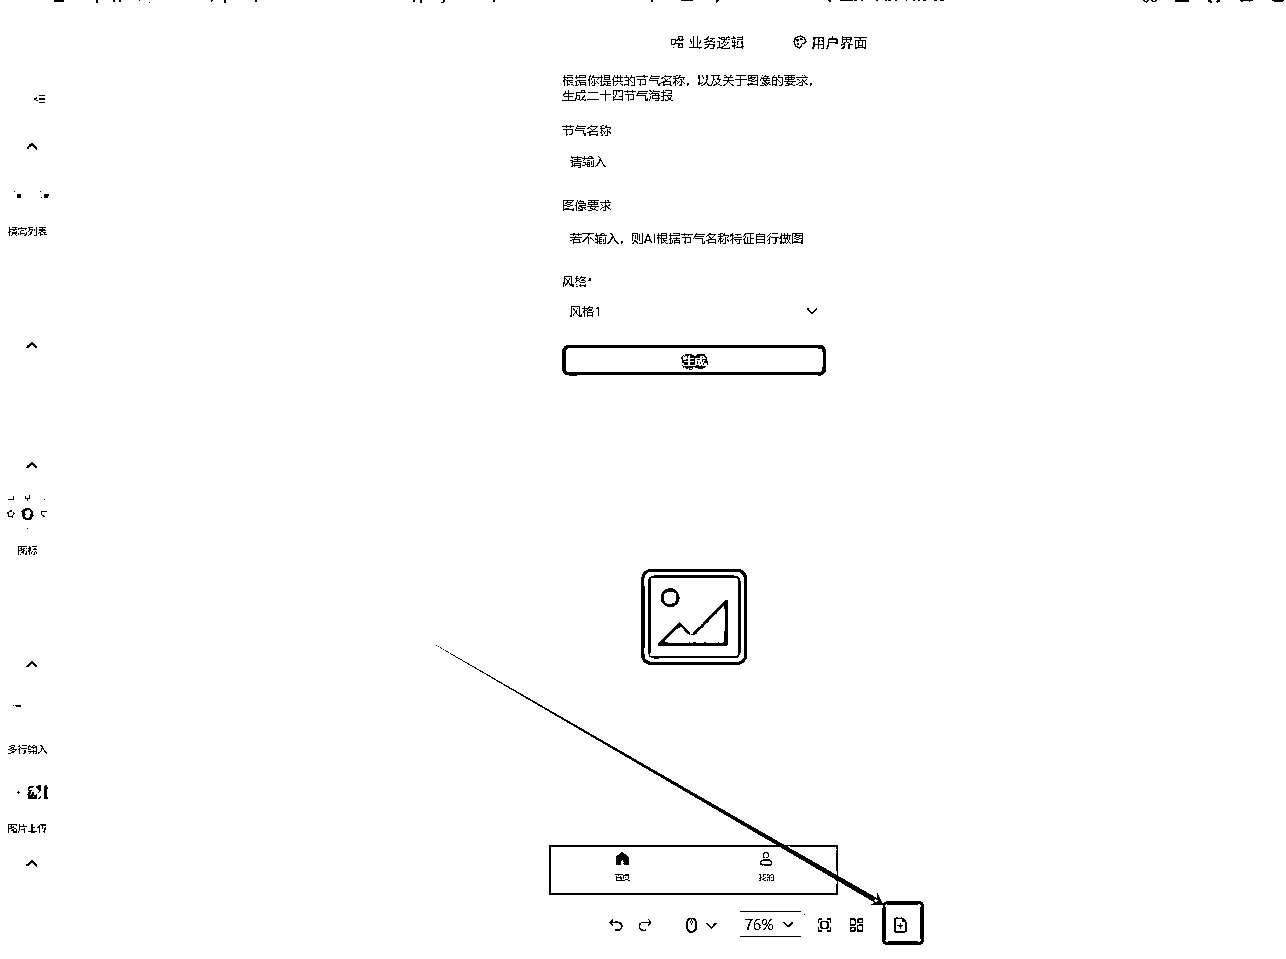 业务逻辑
用户界面
根据你提供的节气名称，以及关于图像的要求，
生成二十四节气海报
节气名称
请输入
图像要求
若不输入，则AI根据节气名称特征自行做图
风格*
风格1
生成
横写列表
图标
多行输入
图片上传
首页
我的
76%